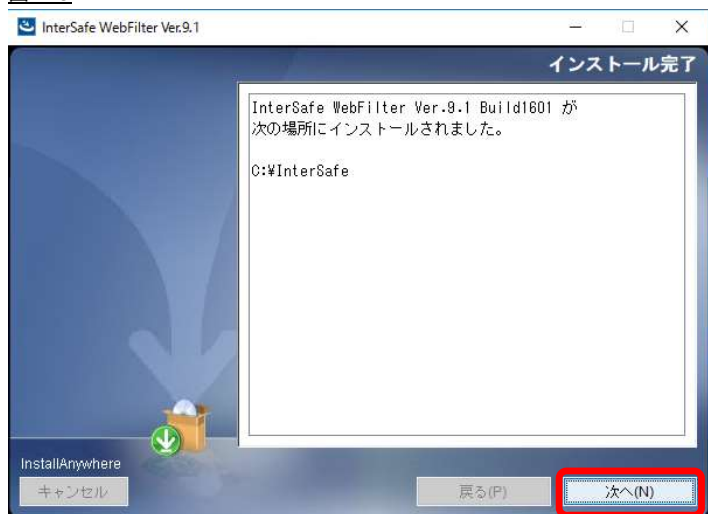 InterSafe WebFilter Ver.9.1
インストール完了
InterSafe WebFilter Ver.9.1 Build1601 が
次の場所にインストールされました。
C:¥InterSafe
InstallAnywhere
キャンセル
戻る(P)
次へ(N)